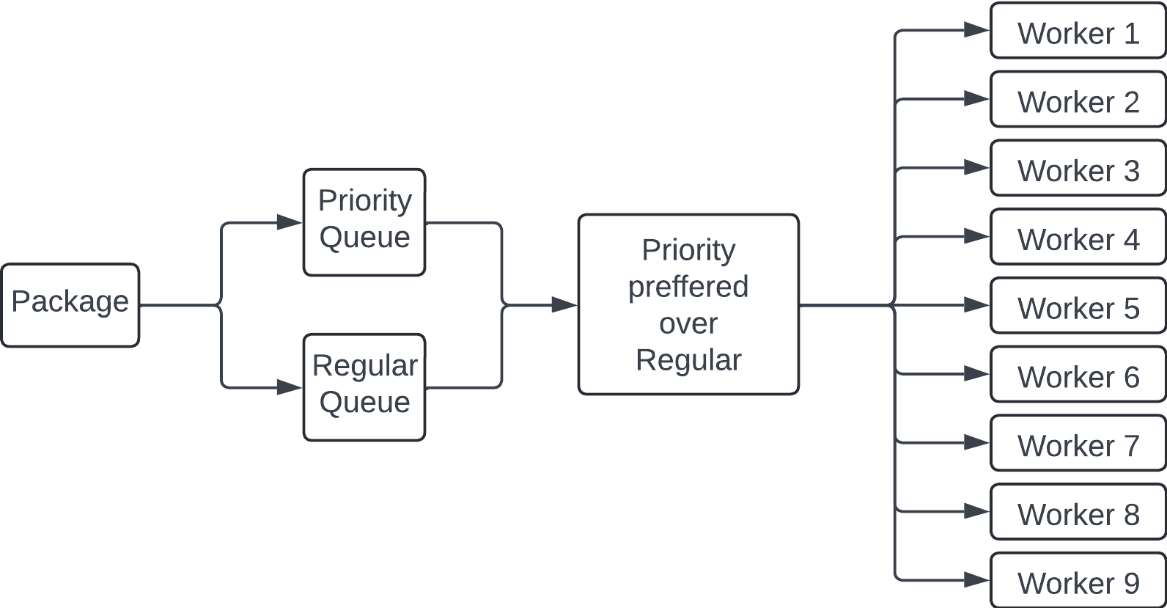 Package
Priority
Queue
Regular
Queue
Priority
preffered
over
Regular
Worker 1
Worker 2
Worker 3
Worker 4
Worker 5
Worker 6
Worker 7
Worker 8
Worker 9